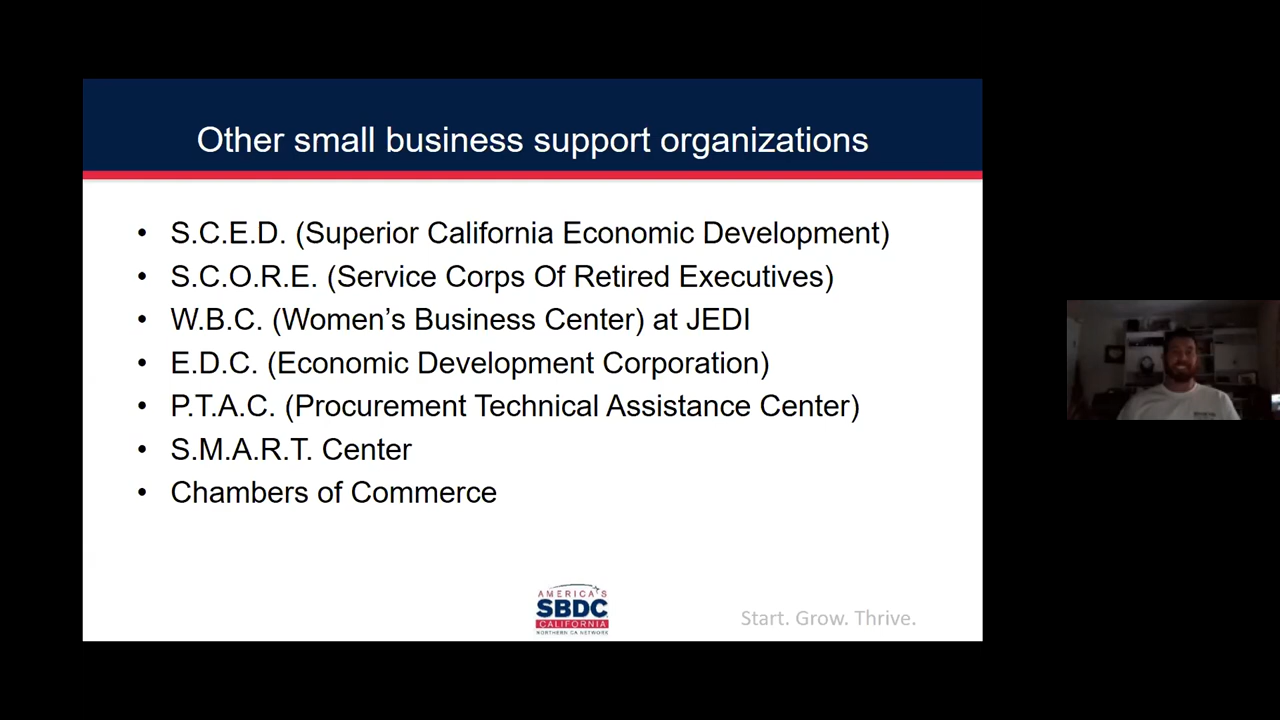 Other small business support organizations
• S.C.E.D. (Superior California Economic Development)
• S.C.O.R.E. (Service Corps Of Retired Executives)
• W.B.C. (Women’s Business Center) at JEDI
• E.D.C. (Economic Development Corporation)
• P.T.A.C. (Procurement Technical Assistance Center)
• S.M.A.R.T. Center
• Chambers of Commerce
AMERICA'S
SBDC
CALIFORNIA
NORTHERN CA NETWORK
Start. Grow. Thrive.